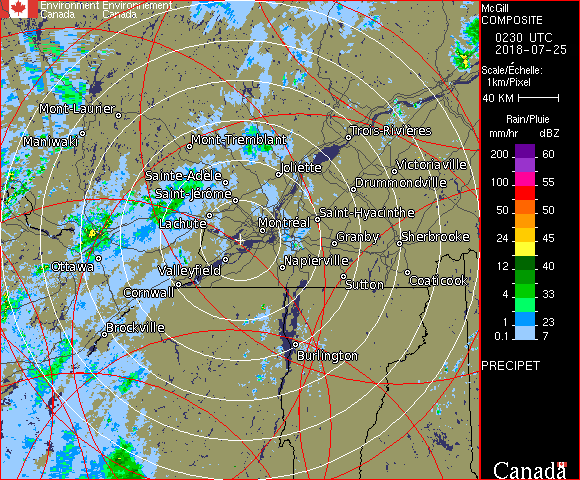 Environment Environnement
Canada Canada
McGill
COMPOSITE
0230 UTC
2018-07-25
Scale/Échelle:
1km/Pixel
40 KM
Rain/Pluie
mm/hr dBZ
200 60
100 55
50 50
24 45
12 40
4 33
1 23
0.1 7
PRECIPET
Canada
Mont-Laurier
Maniwaki
Mont-Tremblant
Trois-Rivières
Joliette
Victoriaville
Sainte-Adèle
Drummondville
Saint-Jérôme
Saint-Hyacinthe
Lachute
Montréal
Granby
Sherbrooke
Ottawa
Valleyfield
Napierville
Coaticook
Sutton
Cornwall
Brockville
Burlington